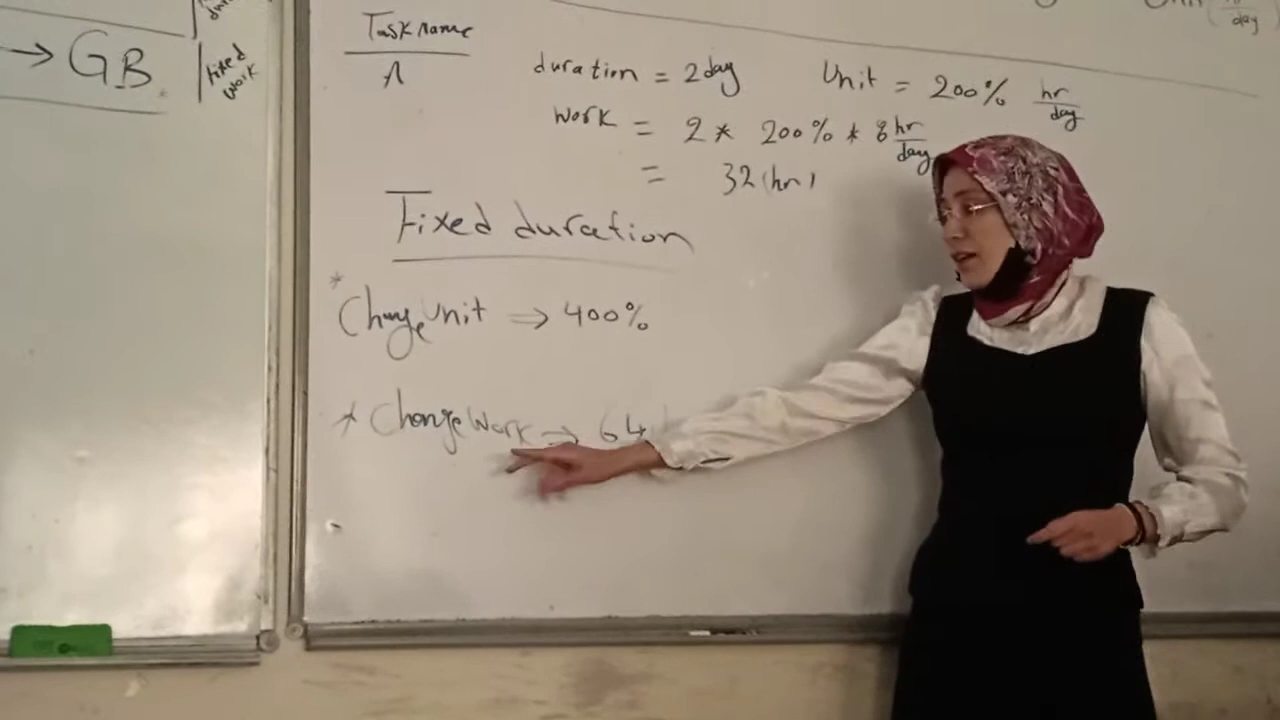 → GB
Fixed
work
Task name
A
duration = 2 day
Unit = 200% hr/day
work = 2 * 200% * 8 hr/day
= 32 (hr)
Fixed duration
* Change Unit → 400%
* Change Work → 64
day